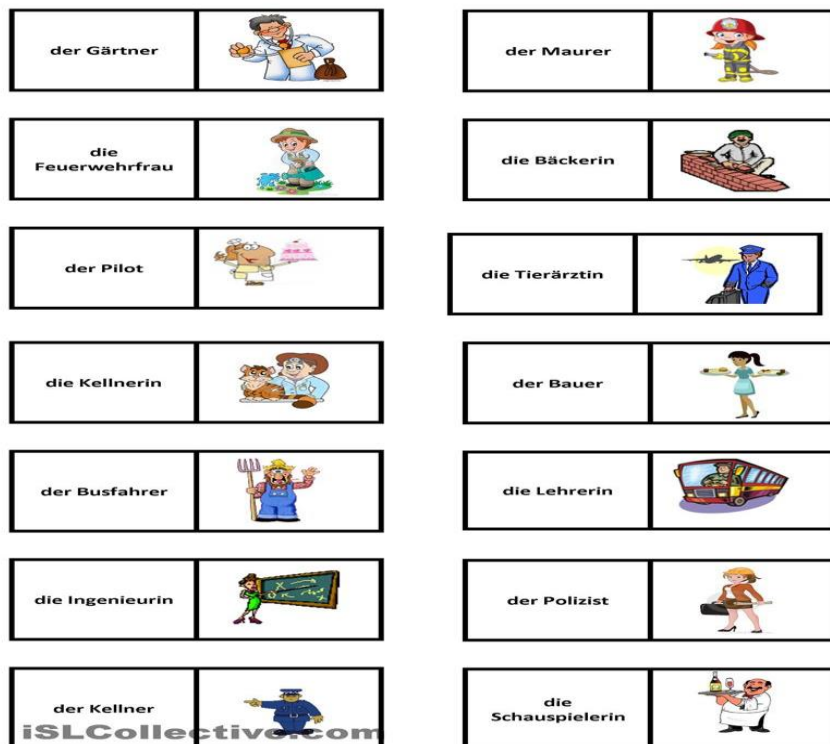 der Gärtner
der Maurer
die
Feuerwehrfrau
die Bäckerin
der Pilot
die Tierärztin
die Kellnerin
der Bauer
der Busfahrer
die Lehrerin
die Ingenieurin
der Polizist
der Kellner
die
Schauspielerin
iSLCollective.com